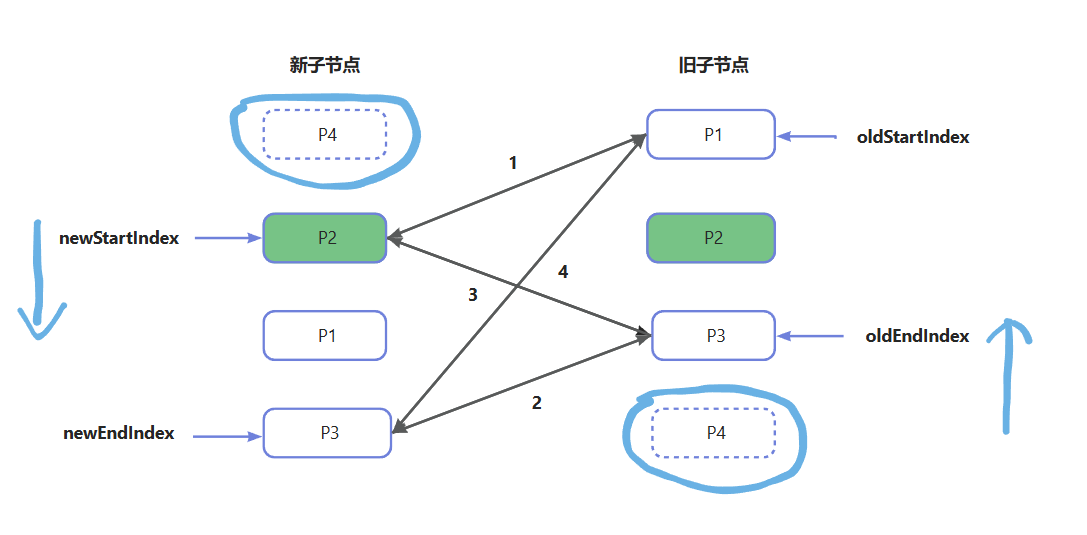 新子节点 旧子节点
P4 P1 oldStartIndex
1
newStartIndex P2 P2
3 4
P1 P3 oldEndIndex
2
newEndIndex P3 P4